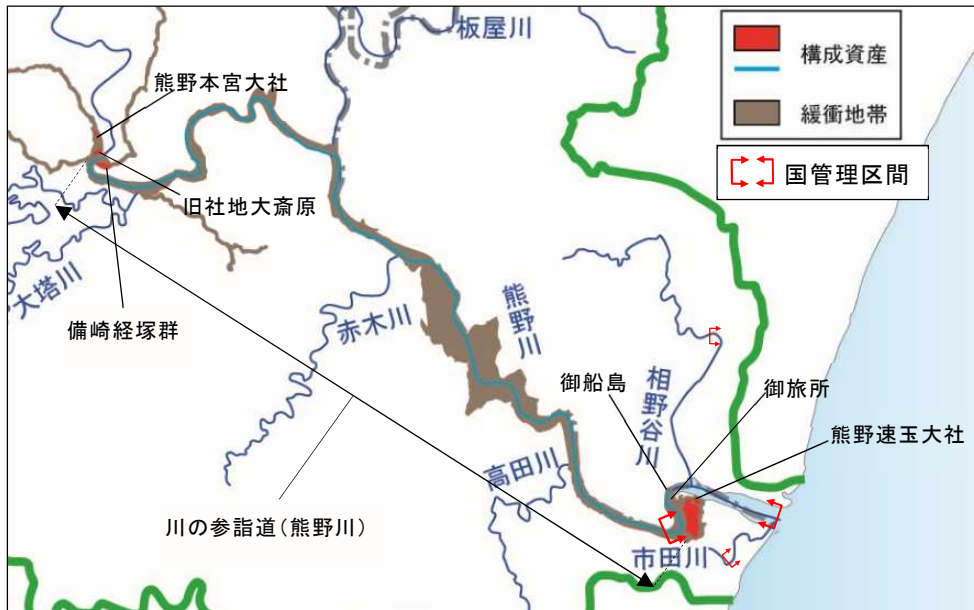 板屋川
構成資産
緩衝地帯
国管理区間
熊野本宮大社
旧社地大斎原
大塔川
備崎経塚群
赤木川
熊野川
御船島
相野谷川
御旅所
熊野速玉大社
高田川
川の参詣道(熊野川)
市田川